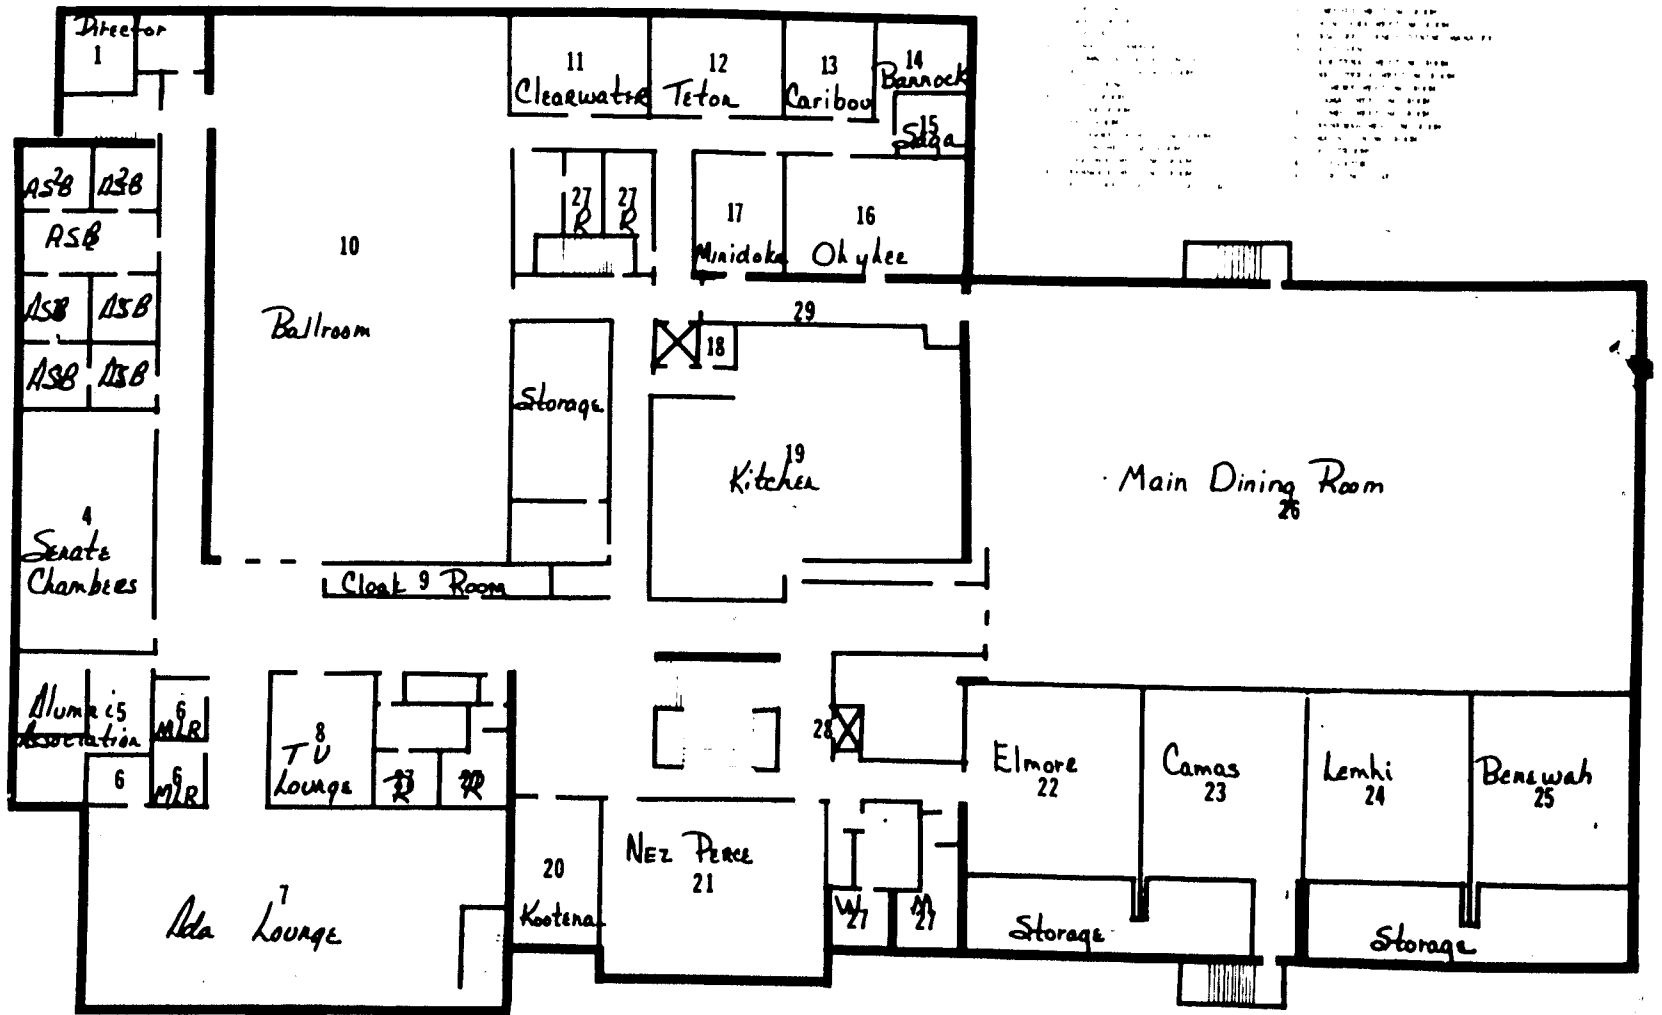 Director
1
11
Clearwater
12
Teton
13
Caribou
14
Bannock
15
Saga
2
ASB
ASB
ASB
ASB
ASB
ASB
ASB
10
Ballroom
27
R
27
R
17
Minidoka
16
Owyhee
29
18
Storage
19
Kitchen
Main Dining Room
26
4
Senate
Chambers
Cloak 9 Room
Alumni 5
Association
6
MLR
6
6
MLR
8
TV
Lounge
27
R
R
28
Elmore
22
Camas
23
Lemhi
24
Benewah
25
7
Ada Lounge
20
Kootenai
Nez Perce
21
W
27
M
27
Storage
Storage